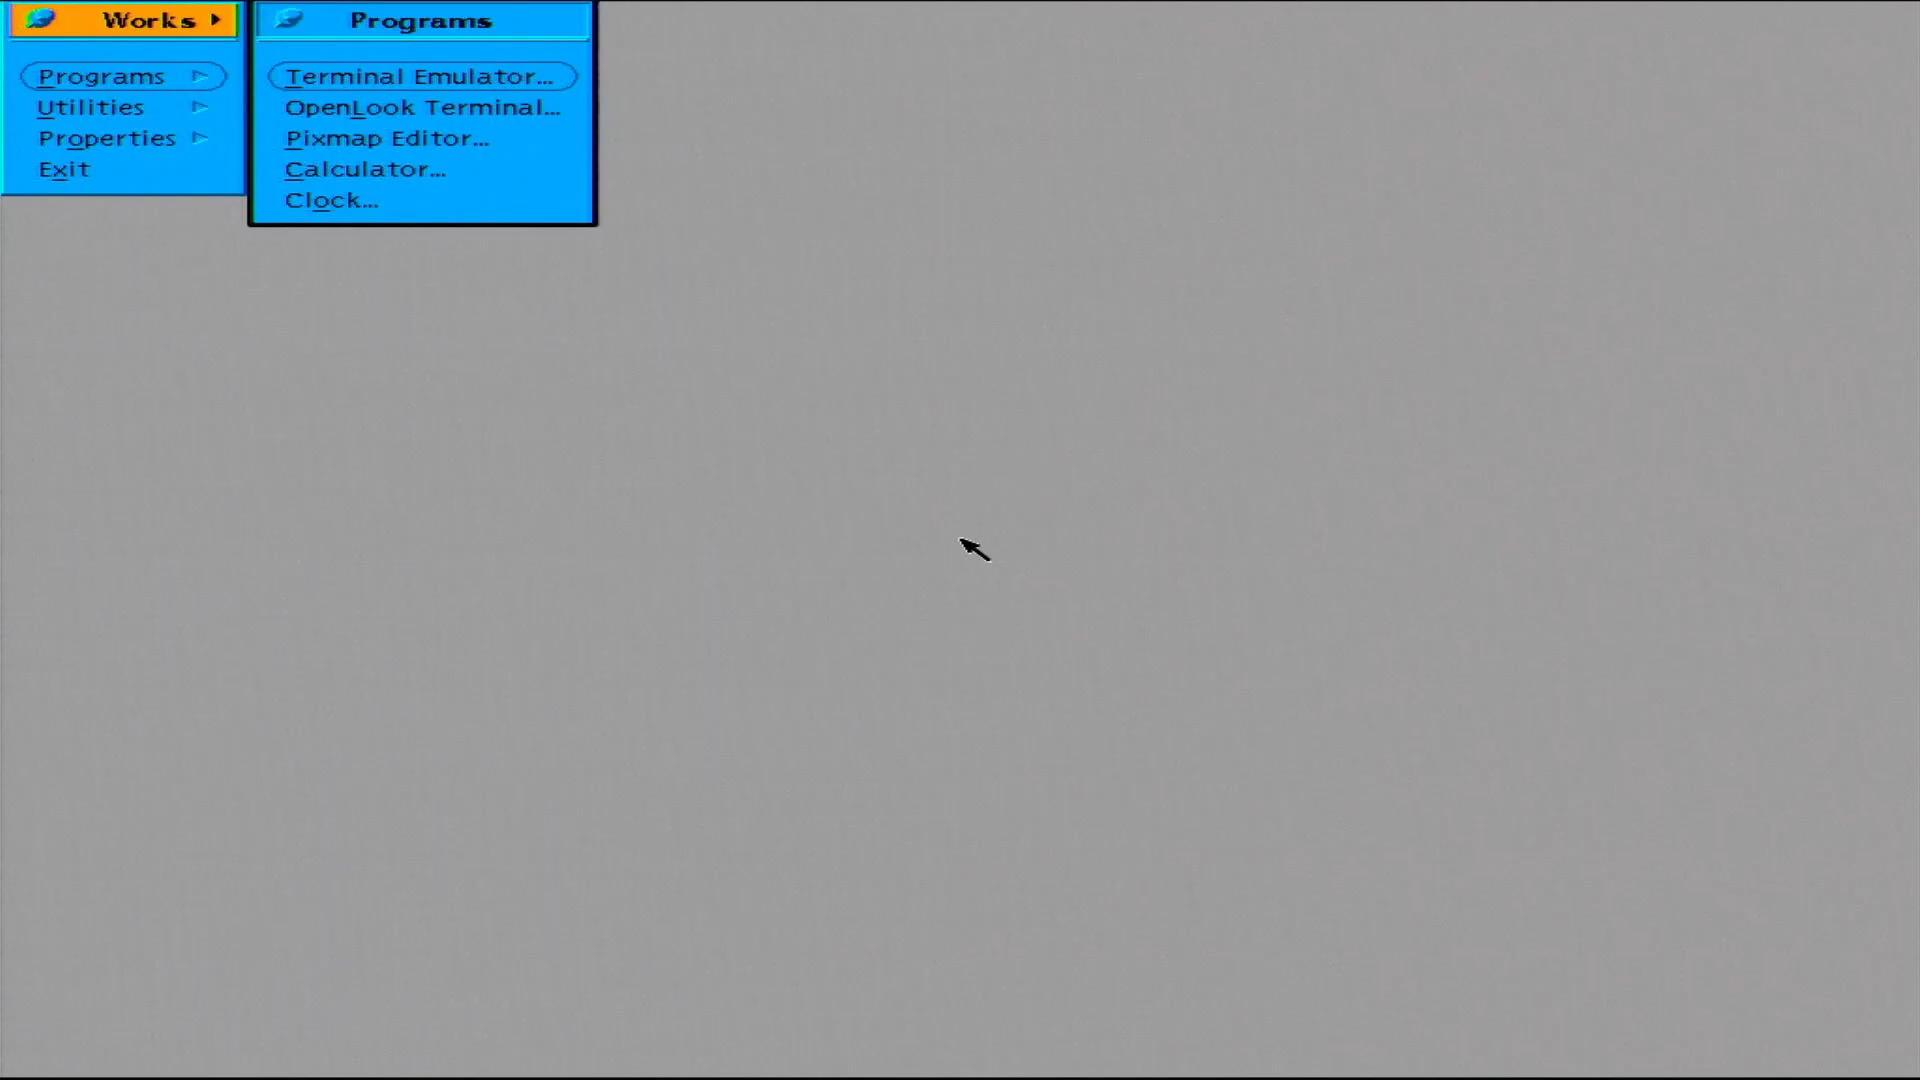 Works
Programs
Utilities
Properties
Exit
Programs
Terminal Emulator...
OpenLook Terminal...
Pixmap Editor...
Calculator...
Clock...